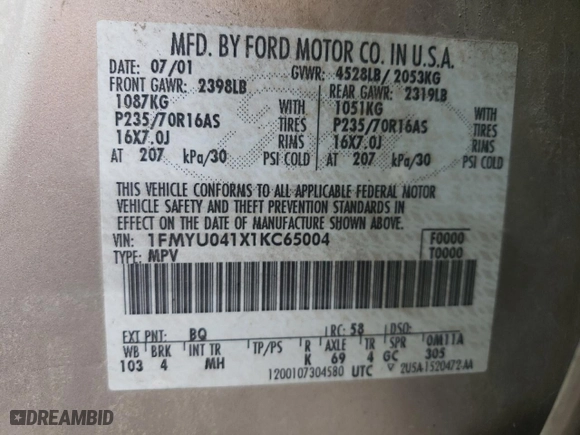 MFD. BY FORD MOTOR CO. IN U.S.A.
DATE: 07/01 GVWR: 4528LB/ 2053KG
FRONT GAWR: 2398LB REAR GAWR: 2319LB
1087KG WITH 1051KG WITH
P235/70R16AS TIRES P235/70R16AS TIRES
16X7.0J RIMS 16X7.0J RIMS
AT 207 kPa/30 PSI COLD AT 207 kPa/30 PSI COLD
THIS VEHICLE CONFORMS TO ALL APPLICABLE FEDERAL MOTOR
VEHICLE SAFETY AND THEFT PREVENTION STANDARDS IN
EFFECT ON THE DATE OF MANUFACTURE SHOWN ABOVE.
VIN: 1FMYU041X1KC65004 F0000
TYPE: MPV T0000
EXT PNT: BQ RC: 58 DSO:
WB BRK INT TR TP/PS R AXLE TR SPR 0M11A
103 4 MH K 69 4 GC 305
1200107304580 UTC 2USA-1520472AA
DREAMBID